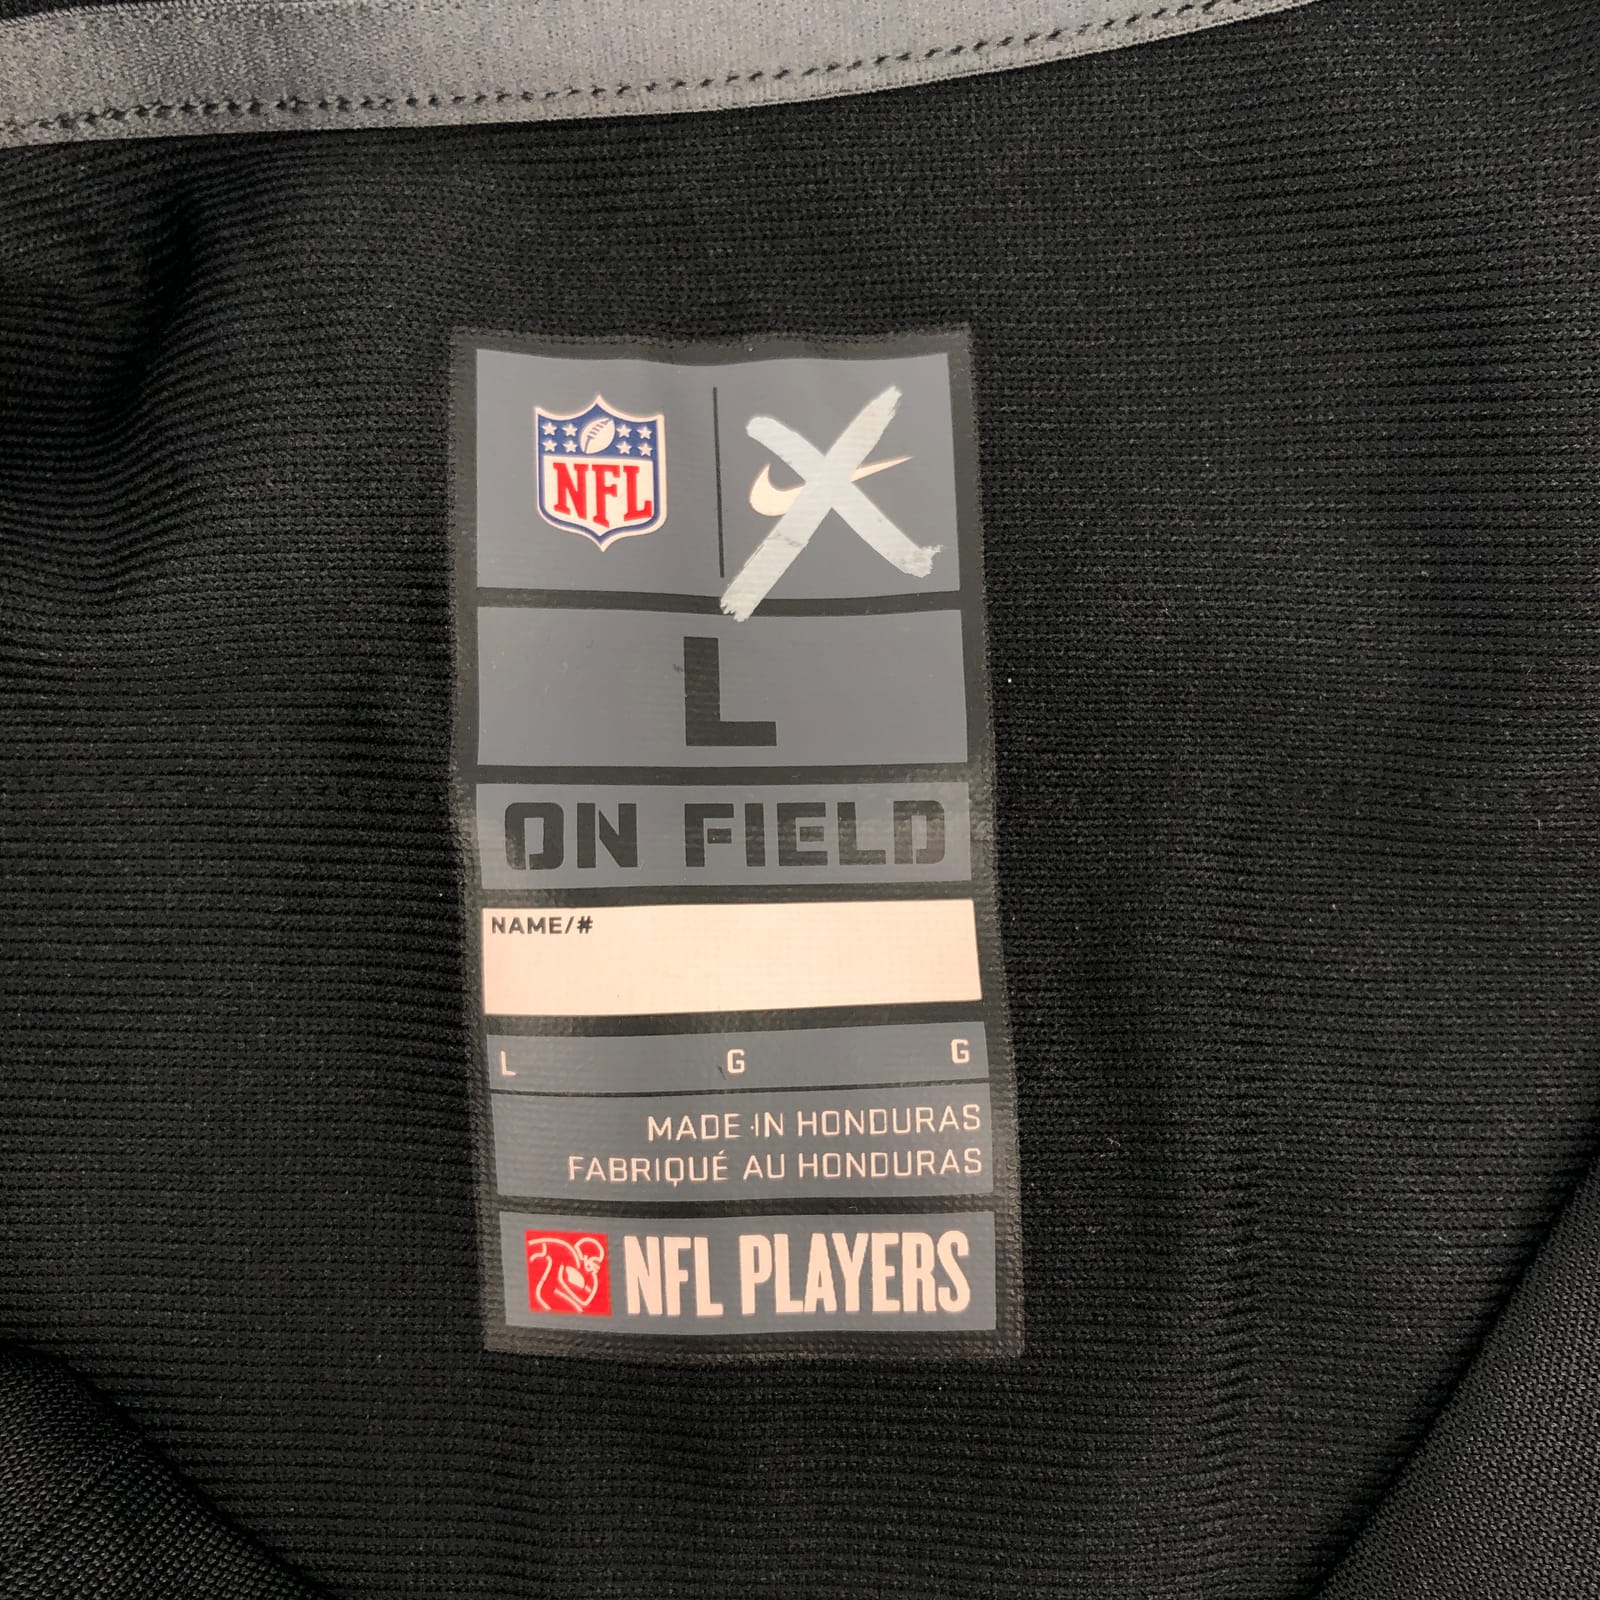 NFL
L
ON FIELD
NAME/#
L G G
MADE IN HONDURAS
FABRIQUÉ AU HONDURAS
NFL PLAYERS